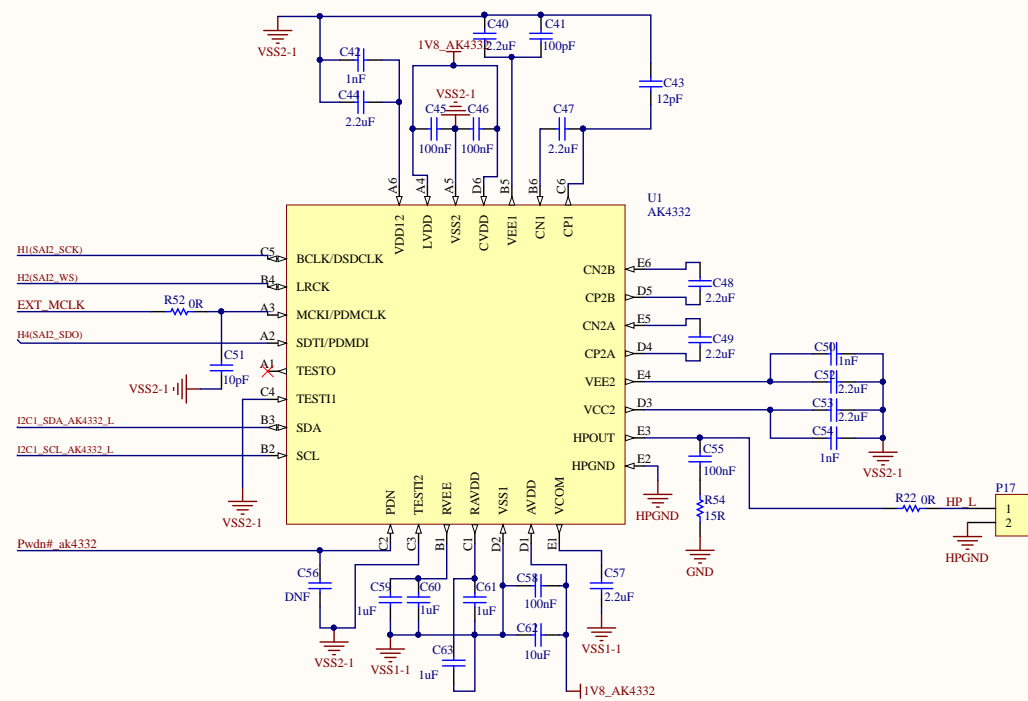 VSS2-1
C40
2.2uF
C41
100pF
1V8_AK4332
C42
1nF
C44
2.2uF
C43
12pF
VSS2-1
C45
100nF
C46
100nF
C47
2.2uF
A6
A4
A5
D6
B5
B6
C6
U1
AK4332
VDD12
LVDD
VSS2
CVDD
VEE1
CN1
CP1
H1(SAI2_SCK)
C5
BCLK/DSDCLK
H2(SAI2_WS)
B4
LRCK
EXT_MCLK
R52 0R
A3
MCKI/PDMCLK
H4(SAI2_SDO)
A2
SDTI/PDMDI
C51
10pF
VSS2-1
A1
TESTO
C4
TESTI1
I2C1_SDA_AK4332_L
B3
SDA
I2C1_SCL_AK4332_L
B2
SCL
VSS2-1
CN2B
E6
CP2B
D5
C48
2.2uF
CN2A
E5
CP2A
D4
C49
2.2uF
VEE2
E4
C50
1nF
C52
2.2uF
VCC2
D3
C53
2.2uF
C54
1nF
VSS2-1
HPOUT
E3
HPGND
E2
C55
100nF
HPGND
R54
15R
GND
R22 0R
HP_L
P17
1
2
HPGND
PDN
TESTI2
RVEE
RAVDD
VSS1
AVDD
VCOM
C2
C3
B1
C1
D2
D1
E1
Pwdn#_ak4332
C56
DNF
VSS2-1
C59
1uF
C60
1uF
C61
1uF
C58
100nF
C57
2.2uF
C62
10uF
VSS1-1
C63
1uF
VSS1-1
1V8_AK4332